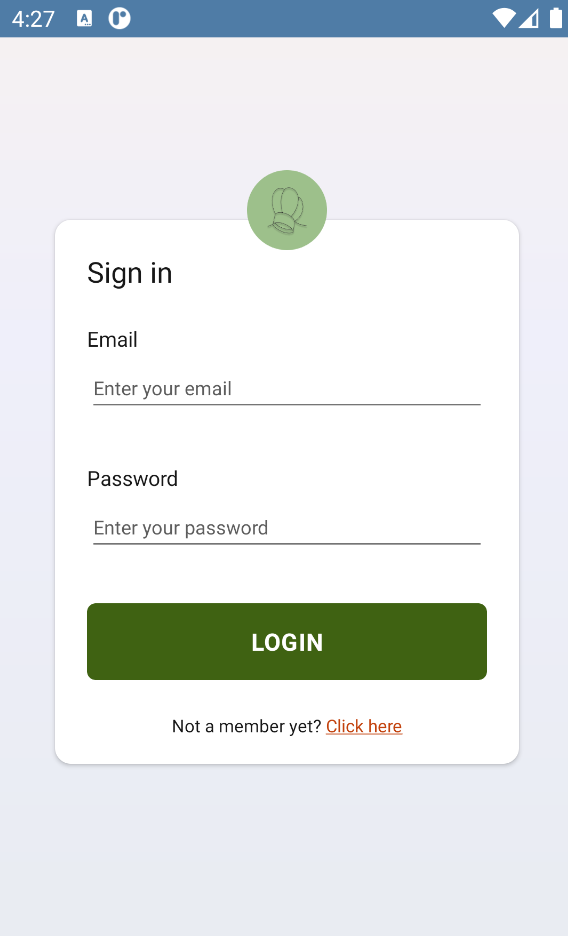 4:27
A
Sign in
Email
Enter your email
Password
Enter your password
LOGIN
Not a member yet? Click here